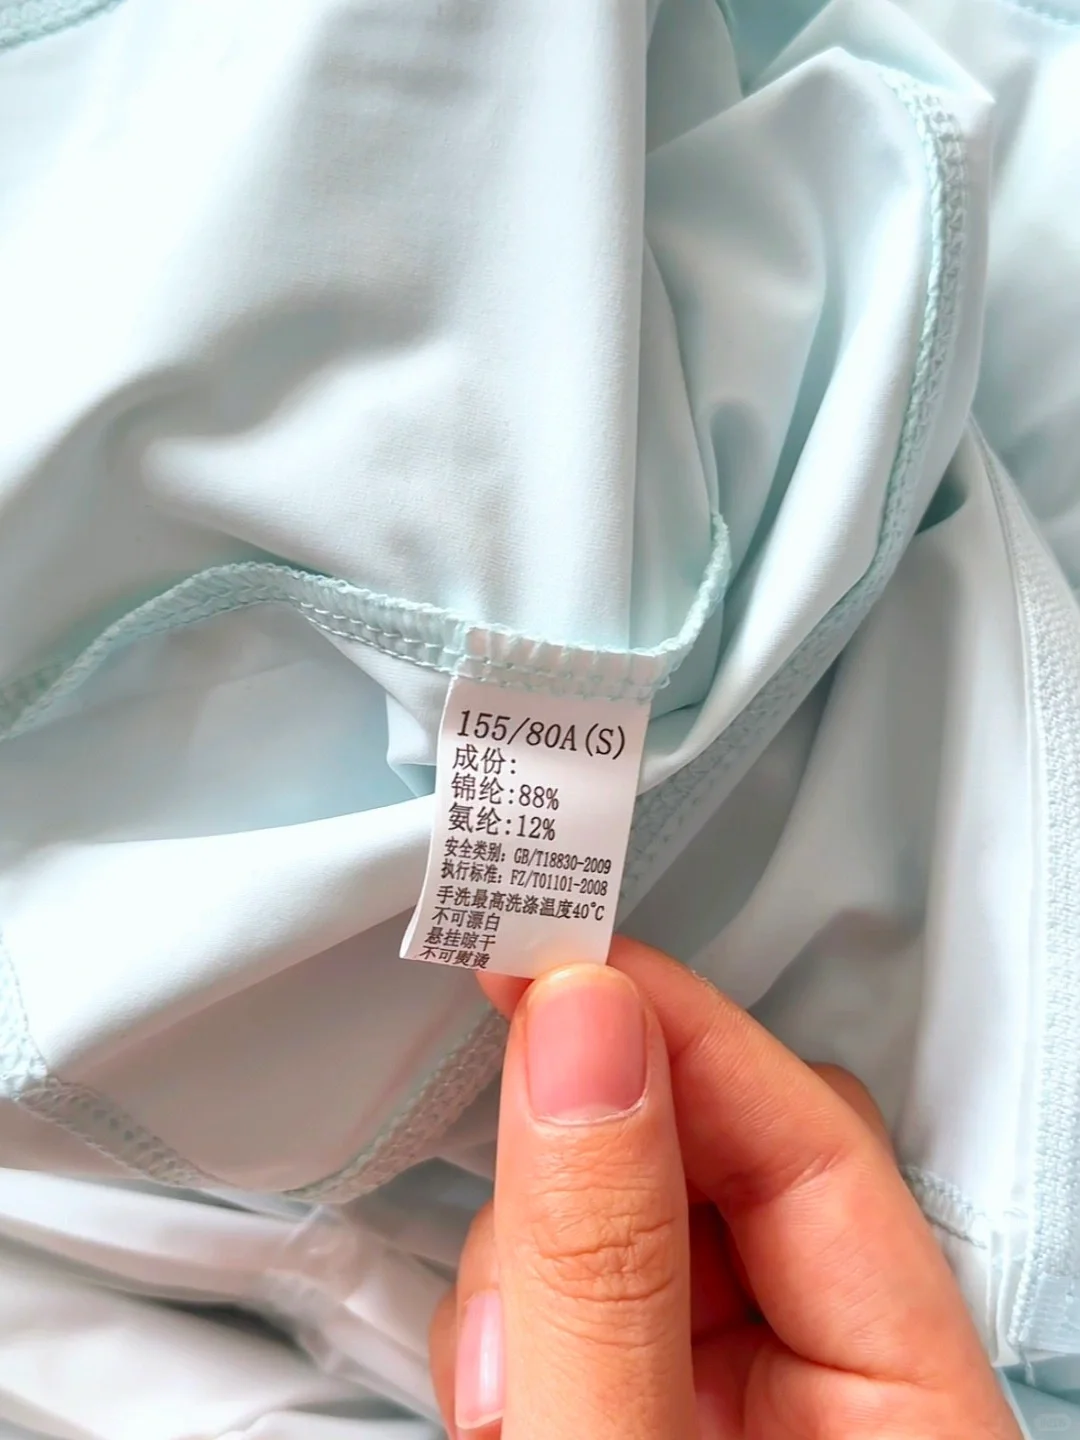 155/80A(S)
成份:
锦纶:88%
氨纶:12%
安全类别: GB/T18830-2009
执行标准: FZ/T01101-2008
手洗最高洗涤温度40°C
不可漂白
悬挂晾干
不可熨烫